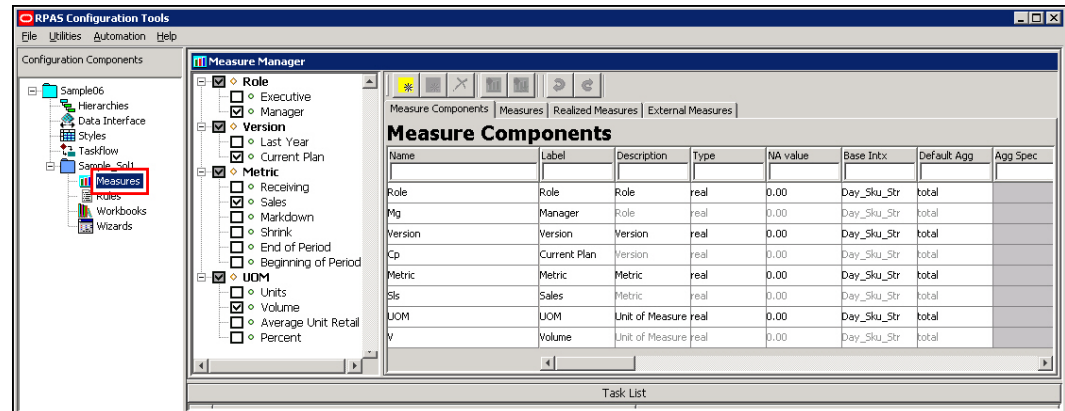 RPAS Configuration Tools
File Utilities Automation Help
Configuration Components
Sample06
Hierarchies
Data Interface
Styles
Taskflow
Sample_Sol1
Measures
Rules
Workbooks
Wizards
Measure Manager
Role
Executive
Manager
Version
Last Year
Current Plan
Metric
Receiving
Sales
Markdown
Shrink
End of Period
Beginning of Period
UOM
Units
Volume
Average Unit Retail
Percent
Measure Components Measures Realized Measures External Measures
Measure Components
Name Label Description Type NA value Base Intx Default Agg Agg Spec
Role Role Role real 0.00 Day_Sku_Str total
Mg Manager Role real 0.00 Day_Sku_Str total
Version Version Version real 0.00 Day_Sku_Str total
Cp Current Plan Version real 0.00 Day_Sku_Str total
Metric Metric Metric real 0.00 Day_Sku_Str total
Sls Sales Metric real 0.00 Day_Sku_Str total
UOM UOM Unit of Measure real 0.00 Day_Sku_Str total
V Volume Unit of Measure real 0.00 Day_Sku_Str total
Task List